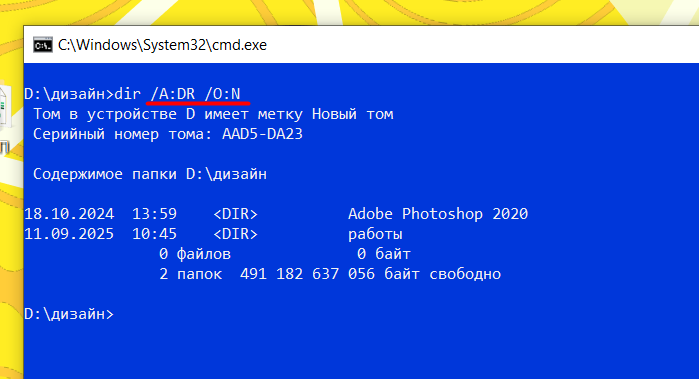 C:\Windows\System32\cmd.exe
D:\дизайн>dir /A:DR /O:N
Том в устройстве D имеет метку Новый том
Серийный номер тома: AAD5-DA23
Содержимое папки D:\дизайн
18.10.2024 13:59 <DIR> Adobe Photoshop 2020
11.09.2025 10:45 <DIR> работы
0 файлов 0 байт
2 папок 491 182 637 056 байт свободно
D:\дизайн>